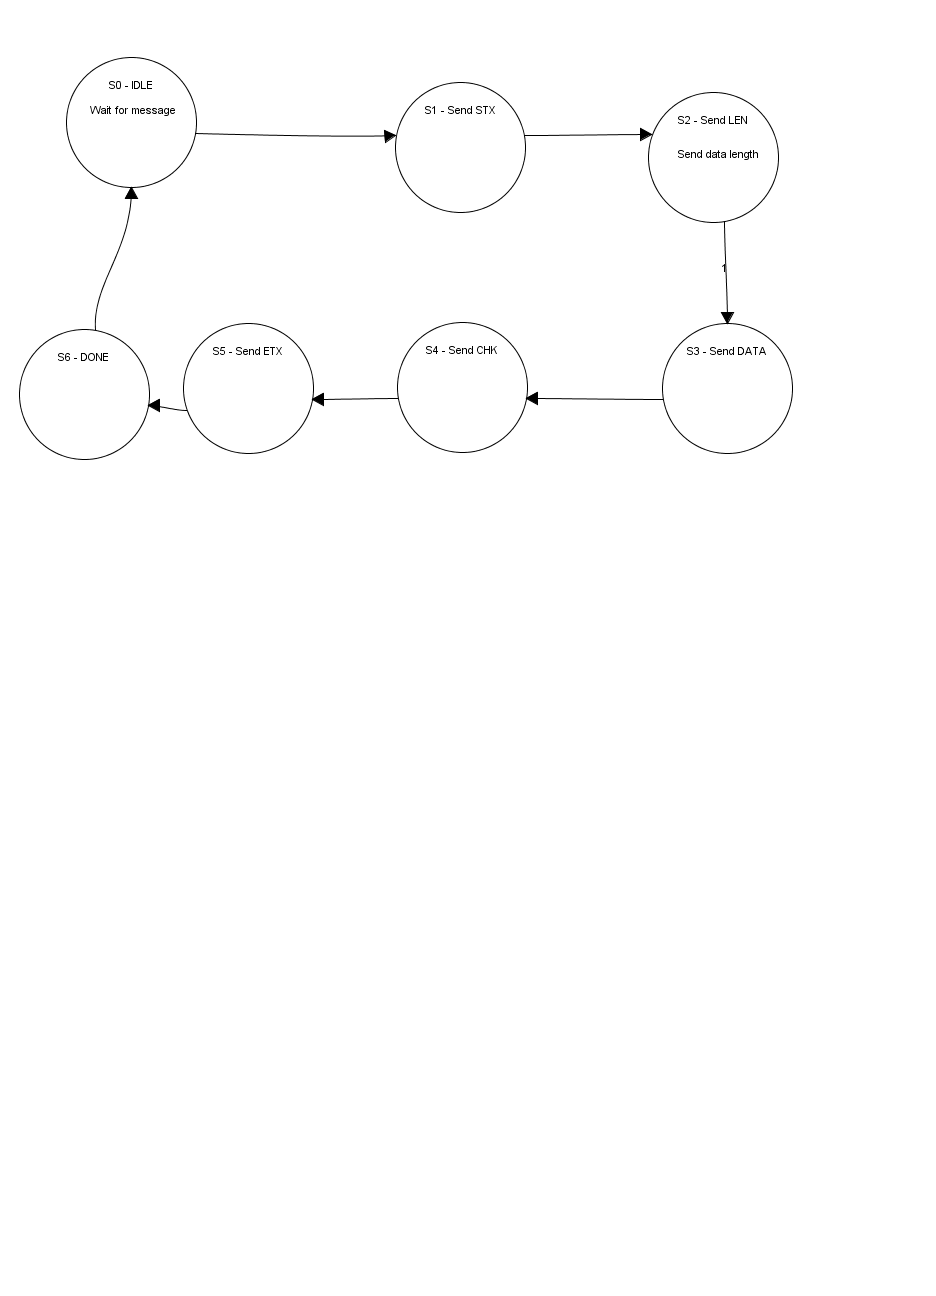 S0 - IDLE
Wait for message
S1 - Send STX
S2 - Send LEN
Send data length
1
S3 - Send DATA
S4 - Send CHK
S5 - Send ETX
S6 - DONE